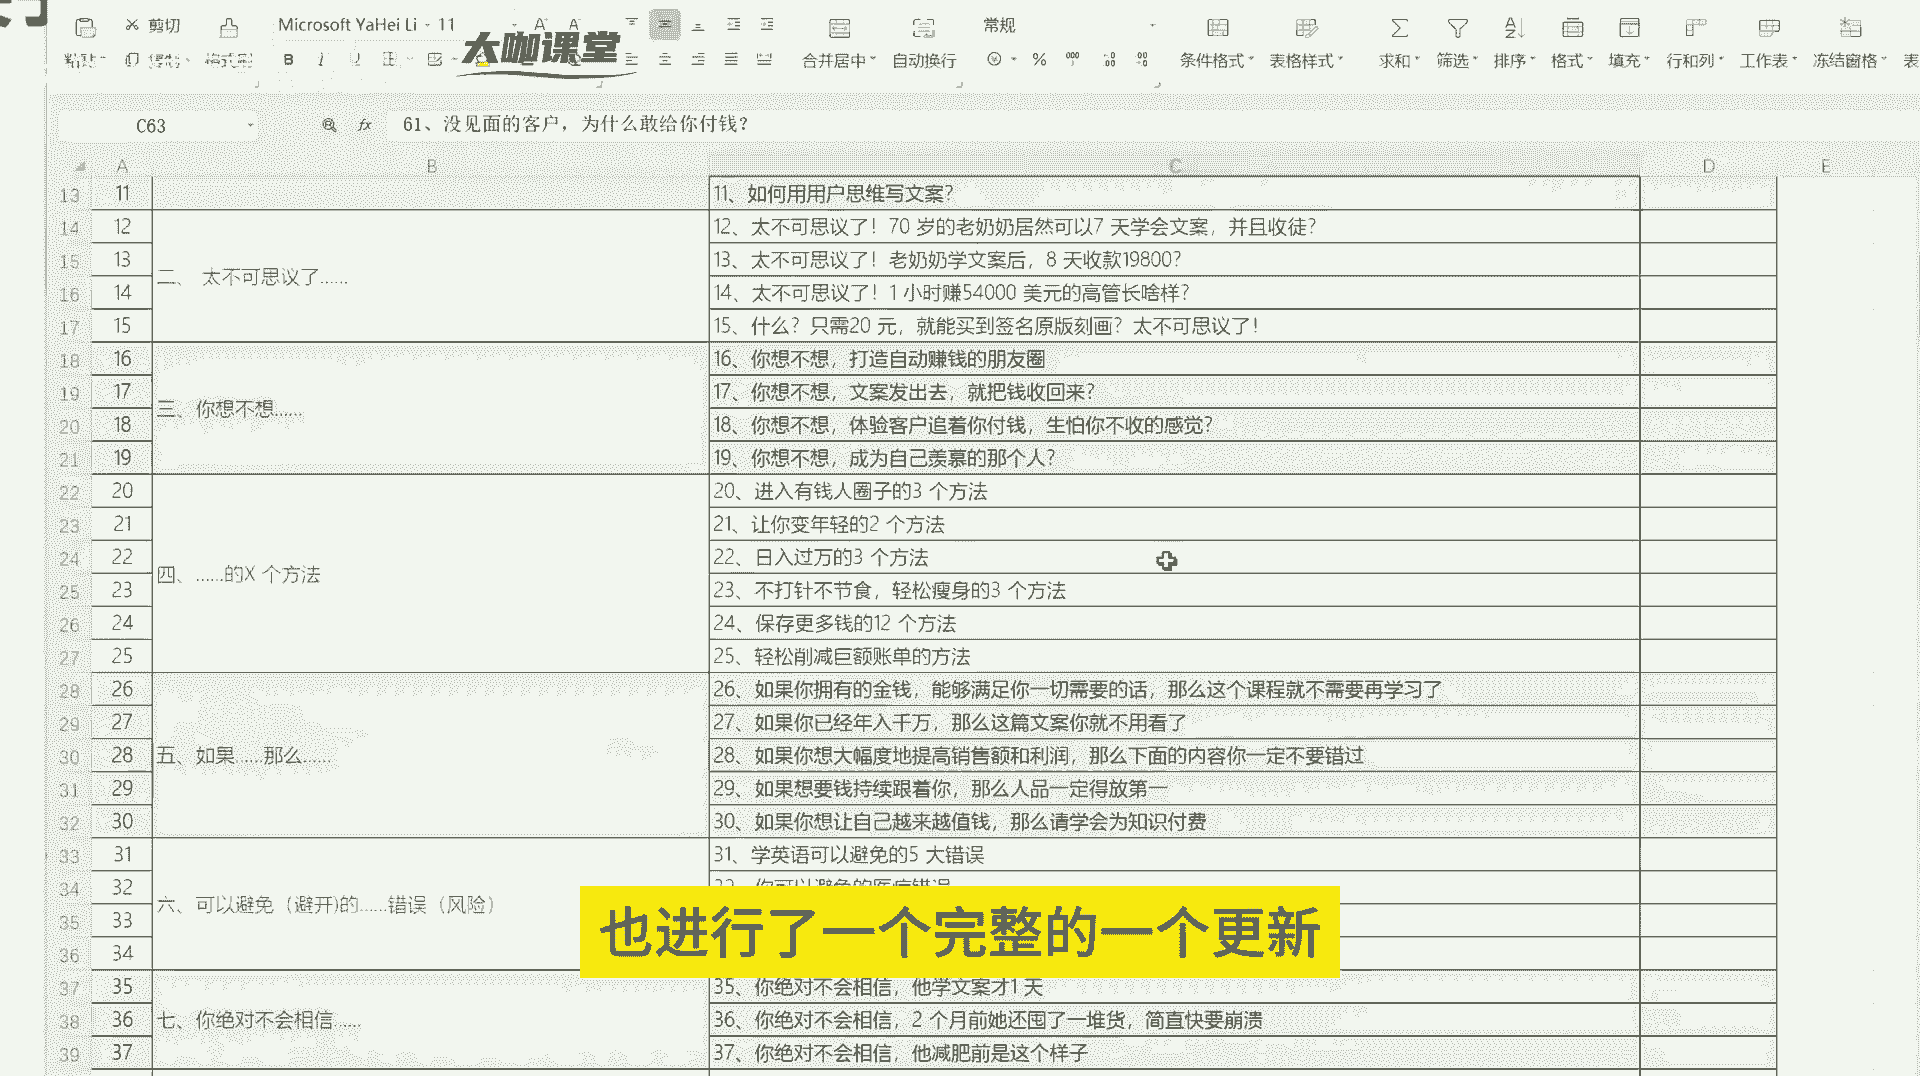 剪切 Microsoft YaHei Li 11 A A 常规
粘贴 B I U 合并居中 自动换行 % 条件格式 表格样式 求和 筛选 排序 格式 填充 行和列 工作表 冻结窗格 表
大咖课堂
C63 fx 61、没见面的客户，为什么敢给你付钱？
A B C D E
13 11 11、如何用用户思维写文案？
14 12 12、太不可思议了！70 岁的老奶奶居然可以7 天学会文案，并且收徒？
15 13 13、太不可思议了！老奶奶学文案后，8 天收款19800？
二、 太不可思议了......
16 14 14、太不可思议了！1 小时赚54000 美元的高管长啥样？
17 15 15、什么？只需20 元，就能买到签名原版刻画？太不可思议了！
18 16 16、你想不想，打造自动赚钱的朋友圈
19 17 17、你想不想，文案发出去，就把钱收回来？
三、你想不想......
20 18 18、你想不想，体验客户追着你付钱，生怕你不收的感觉？
21 19 19、你想不想，成为自己羡慕的那个人？
22 20 20、进入有钱人圈子的3 个方法
23 21 21、让你变年轻的2 个方法
24 22 22、日入过万的3 个方法
四、......的X 个方法
25 23 23、不打针不节食，轻松瘦身的3 个方法
26 24 24、保存更多钱的12 个方法
27 25 25、轻松削减巨额账单的方法
28 26 26、如果你拥有的金钱，能够满足你一切需要的话，那么这个课程就不需要再学习了
29 27 27、如果你已经年入千万，那么这篇文案你就不用看了
30 28 五、如果......那么...... 28、如果你想大幅度地提高销售额和利润，那么下面的内容你一定不要错过
31 29 29、如果想要钱持续跟着你，那么人品一定得放第一
32 30 30、如果你想让自己越来越值钱，那么请学会为知识付费
33 31 31、学英语可以避免的5 大错误
34 32
六、可以避免（避开)的......错误（风险）
35 33
36 34
也进行了一个完整的一个更新
37 35 35、你绝对不会相信，他学文案才1 天
38 36 七、你绝对不会相信...... 36、你绝对不会相信，2 个月前她还囤了一堆货，简直快要崩溃
39 37 37、你绝对不会相信，他减肥前是这个样子